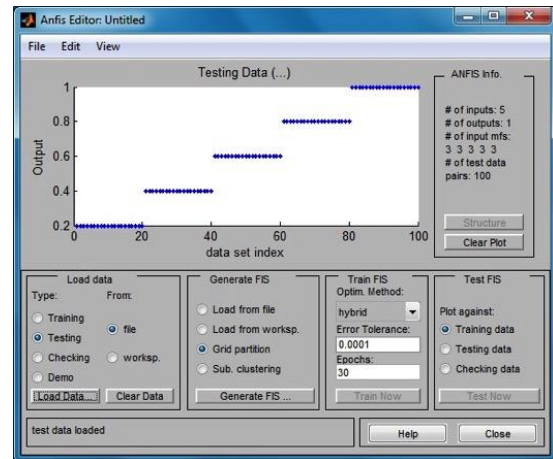 Anfis Editor: Untitled
File Edit View
Testing Data (...)
Output
1
0.8
0.6
0.4
0.2
0 20 40 60 80 100
data set index
ANFIS Info.
# of inputs: 5
# of outputs: 1
# of input mfs:
3 3 3 3 3
# of test data
pairs: 100
Structure
Clear Plot
Load data
Type: From:
Training
Testing
Checking
Demo
file
worksp.
Load Data... Clear Data
Generate FIS
Load from file
Load from worksp.
Grid partition
Sub. clustering
Generate FIS ...
Train FIS
Optim. Method:
hybrid
Error Tolerance:
0.0001
Epochs:
30
Train Now
Test FIS
Plot against:
Training data
Testing data
Checking data
Test Now
test data loaded
Help Close